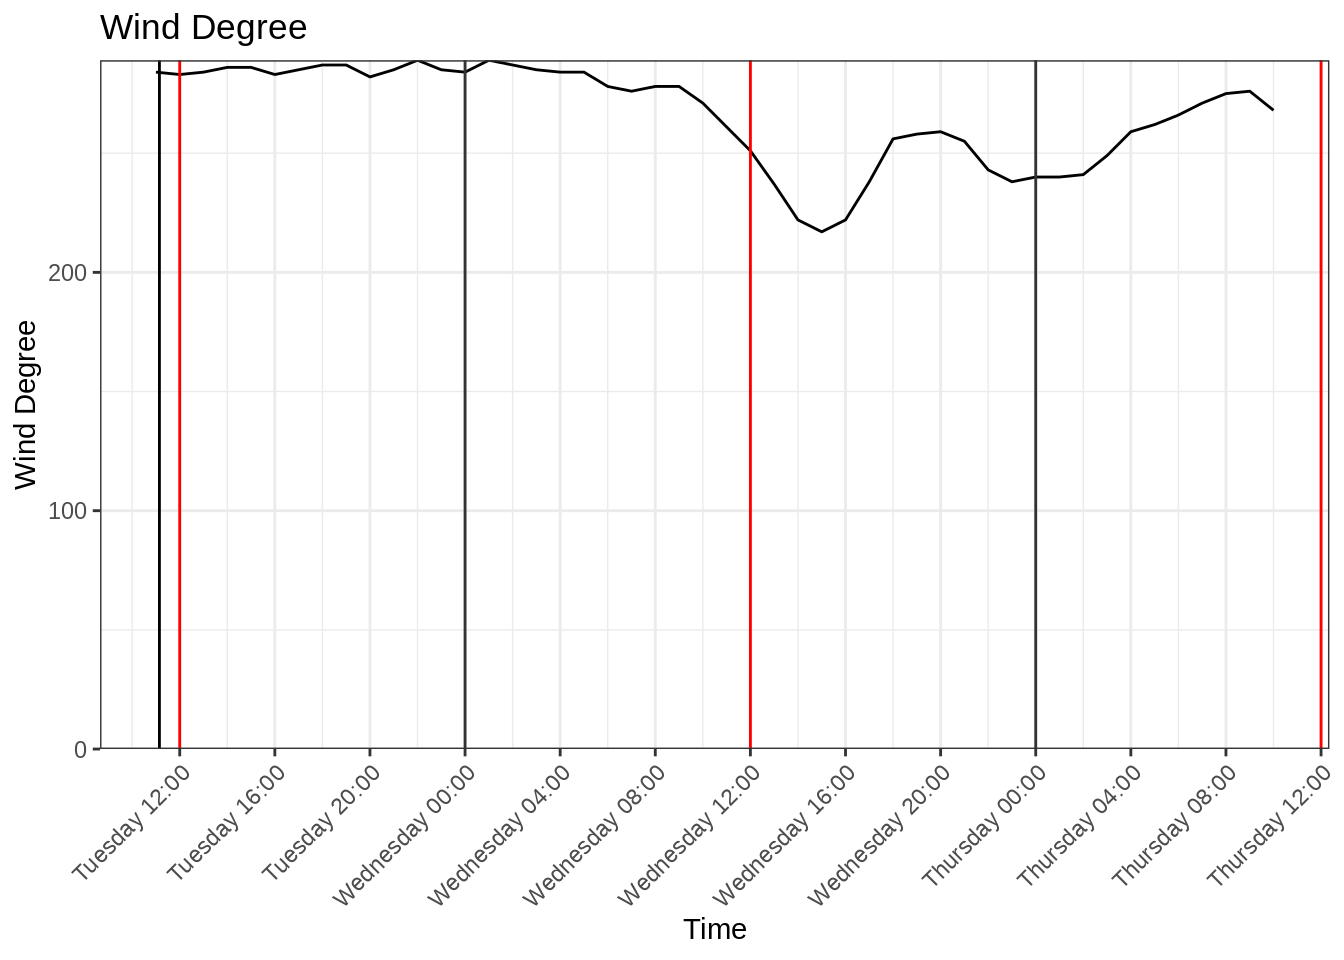 Wind Degree
Wind Degree
200
100
0
Tuesday 12:00
Tuesday 16:00
Tuesday 20:00
Wednesday 00:00
Wednesday 04:00
Wednesday 08:00
Wednesday 12:00
Wednesday 16:00
Wednesday 20:00
Thursday 00:00
Thursday 04:00
Thursday 08:00
Thursday 12:00
Time